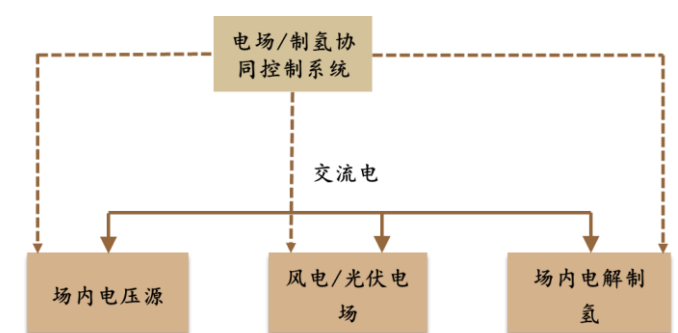 电场/制氢协
同控制系统
交流电
场内电压源
风电/光伏电
场
场内电解制
氢